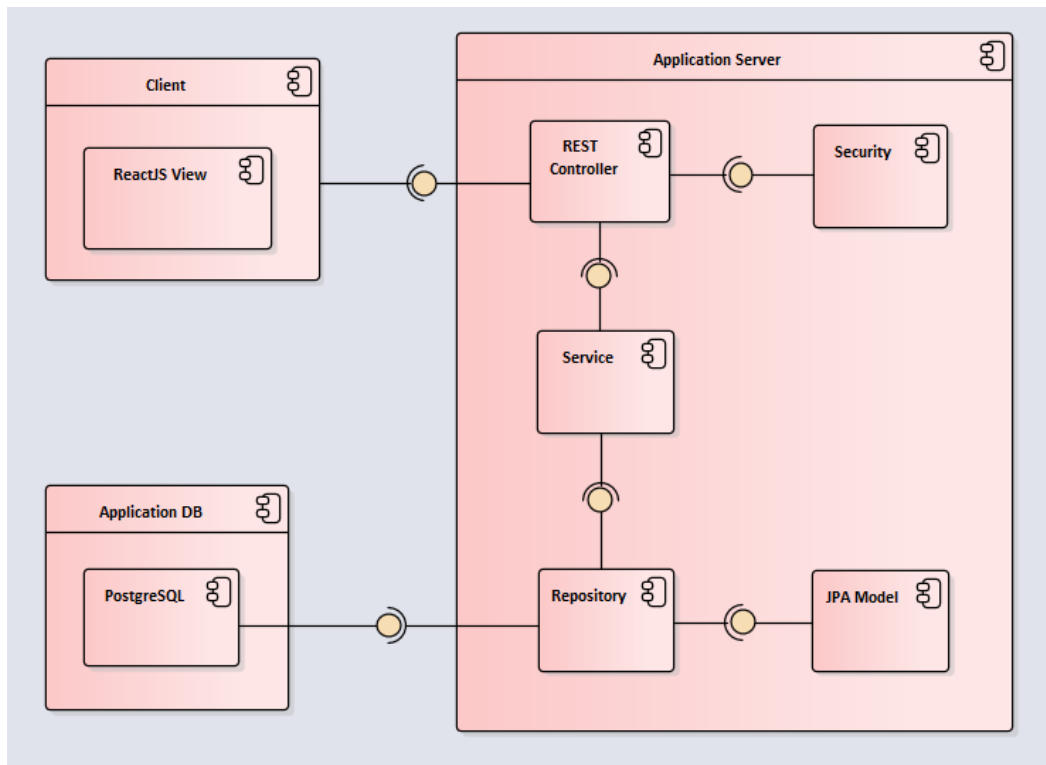 Client
ReactJS View
Application Server
REST
Controller
Security
Service
Application DB
PostgreSQL
Repository
JPA Model